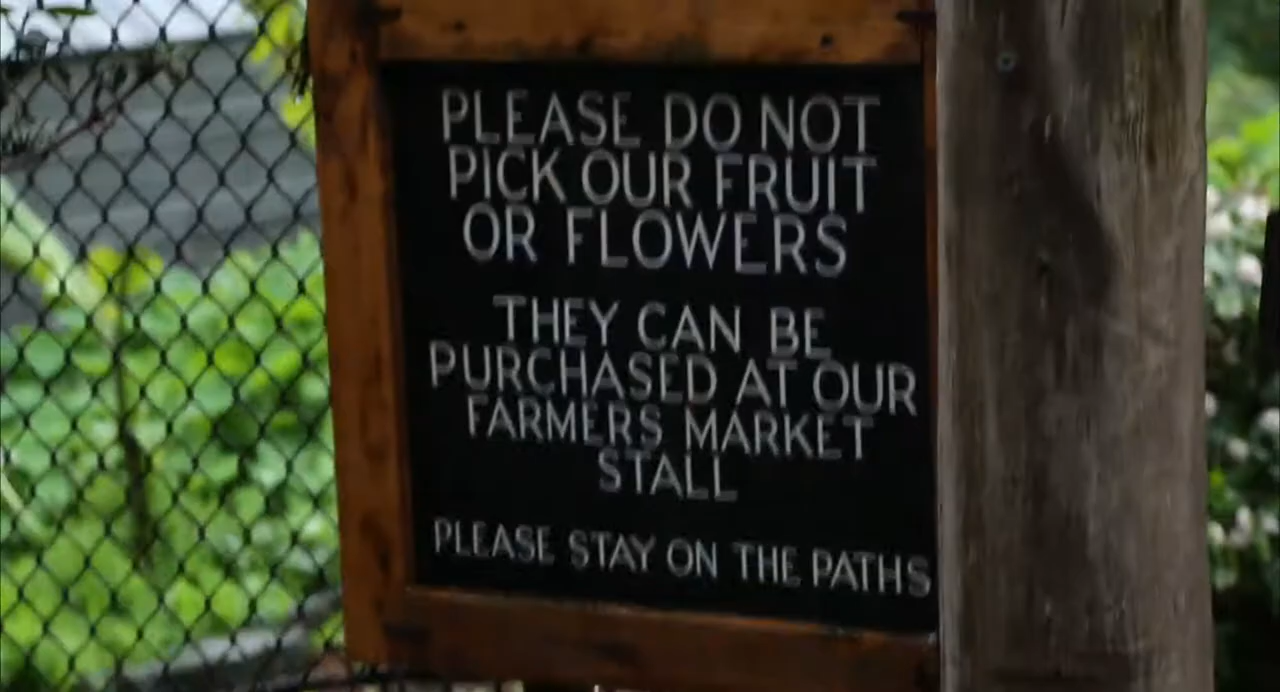 PLEASE DO NOT
PICK OUR FRUIT
OR FLOWERS
THEY CAN BE
PURCHASED AT OUR
FARMERS MARKET
STALL
PLEASE STAY ON THE PATHS